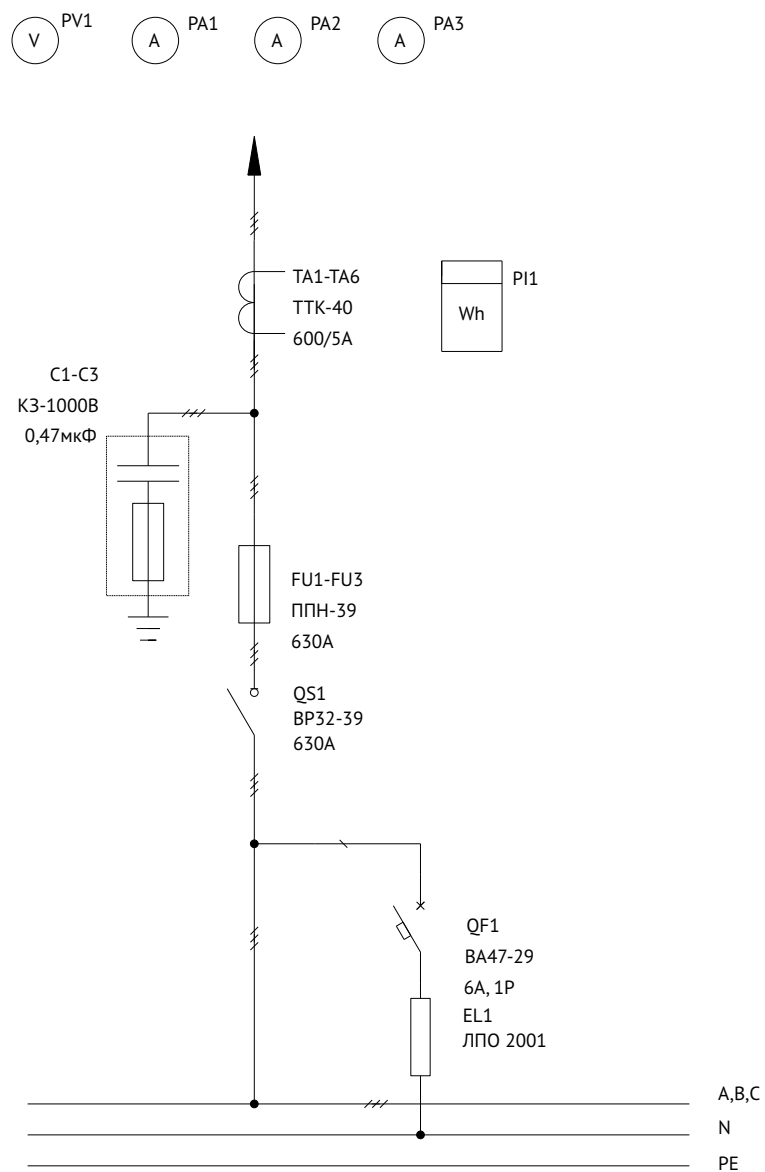 PV1
PA1
PA2
PA3
V
A
A
A
TA1-TA6
ТТК-40
600/5А
PI1
Wh
C1-C3
КЗ-1000В
0,47мкФ
FU1-FU3
ППН-39
630А
QS1
ВР32-39
630А
QF1
ВА47-29
6А, 1Р
EL1
ЛПО 2001
A,B,C
N
PE